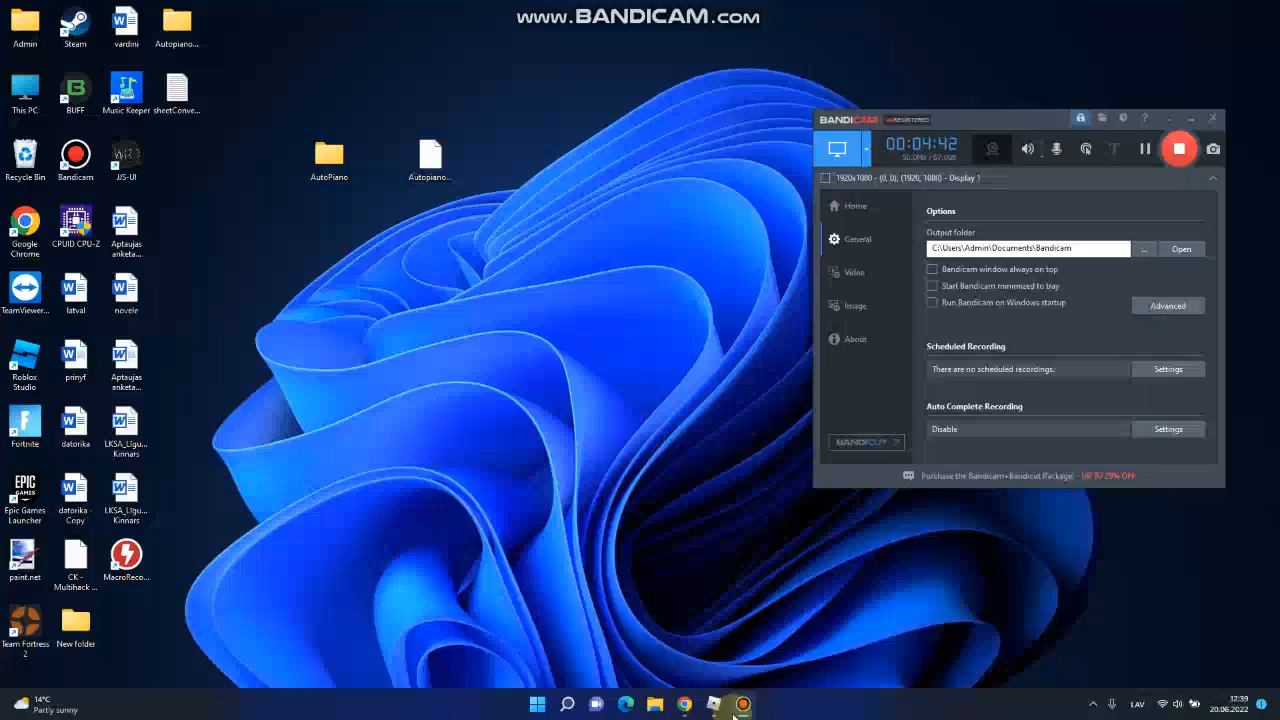 www.BANDICAM.com
Admin
Steam
vardini
Autopiano...
This PC
BUFF
Music Keeper
sheetConve...
Recycle Bin
Bandicam
JJS-UI
AutoPiano
Autopiano...
Google
Chrome
CPUID CPU-Z
Aptaujas
anketa...
TeamViewer...
latval
novele
Roblox
Studio
prinyf
Aptaujas
anketa...
Fortnite
datorika
LKSA_Ligu...
Kinnars
Epic Games
Launcher
datorika -
Copy
LKSA_Ligu...
Kinnars
paint.net
CK -
Multihack ...
MacroReco...
Team Fortress
2
New folder
BANDICAM UNREGISTERED
00:04:42
1920x1080 - (0, 0), (1920, 1080) - Display 1
Home
General
Video
Image
About
BANDICUT
Options
Output folder
C:\Users\Admin\Documents\Bandicam
...
Open
Bandicam window always on top
Start Bandicam minimized to tray
Run Bandicam on Windows startup
Advanced
Scheduled Recording
There are no scheduled recordings.
Settings
Auto Complete Recording
Disable
Settings
Purchase the Bandicam+Bandicut Package! - UP TO 29% OFF
14°C
Partly sunny
LAV
12:39
20.06.2022